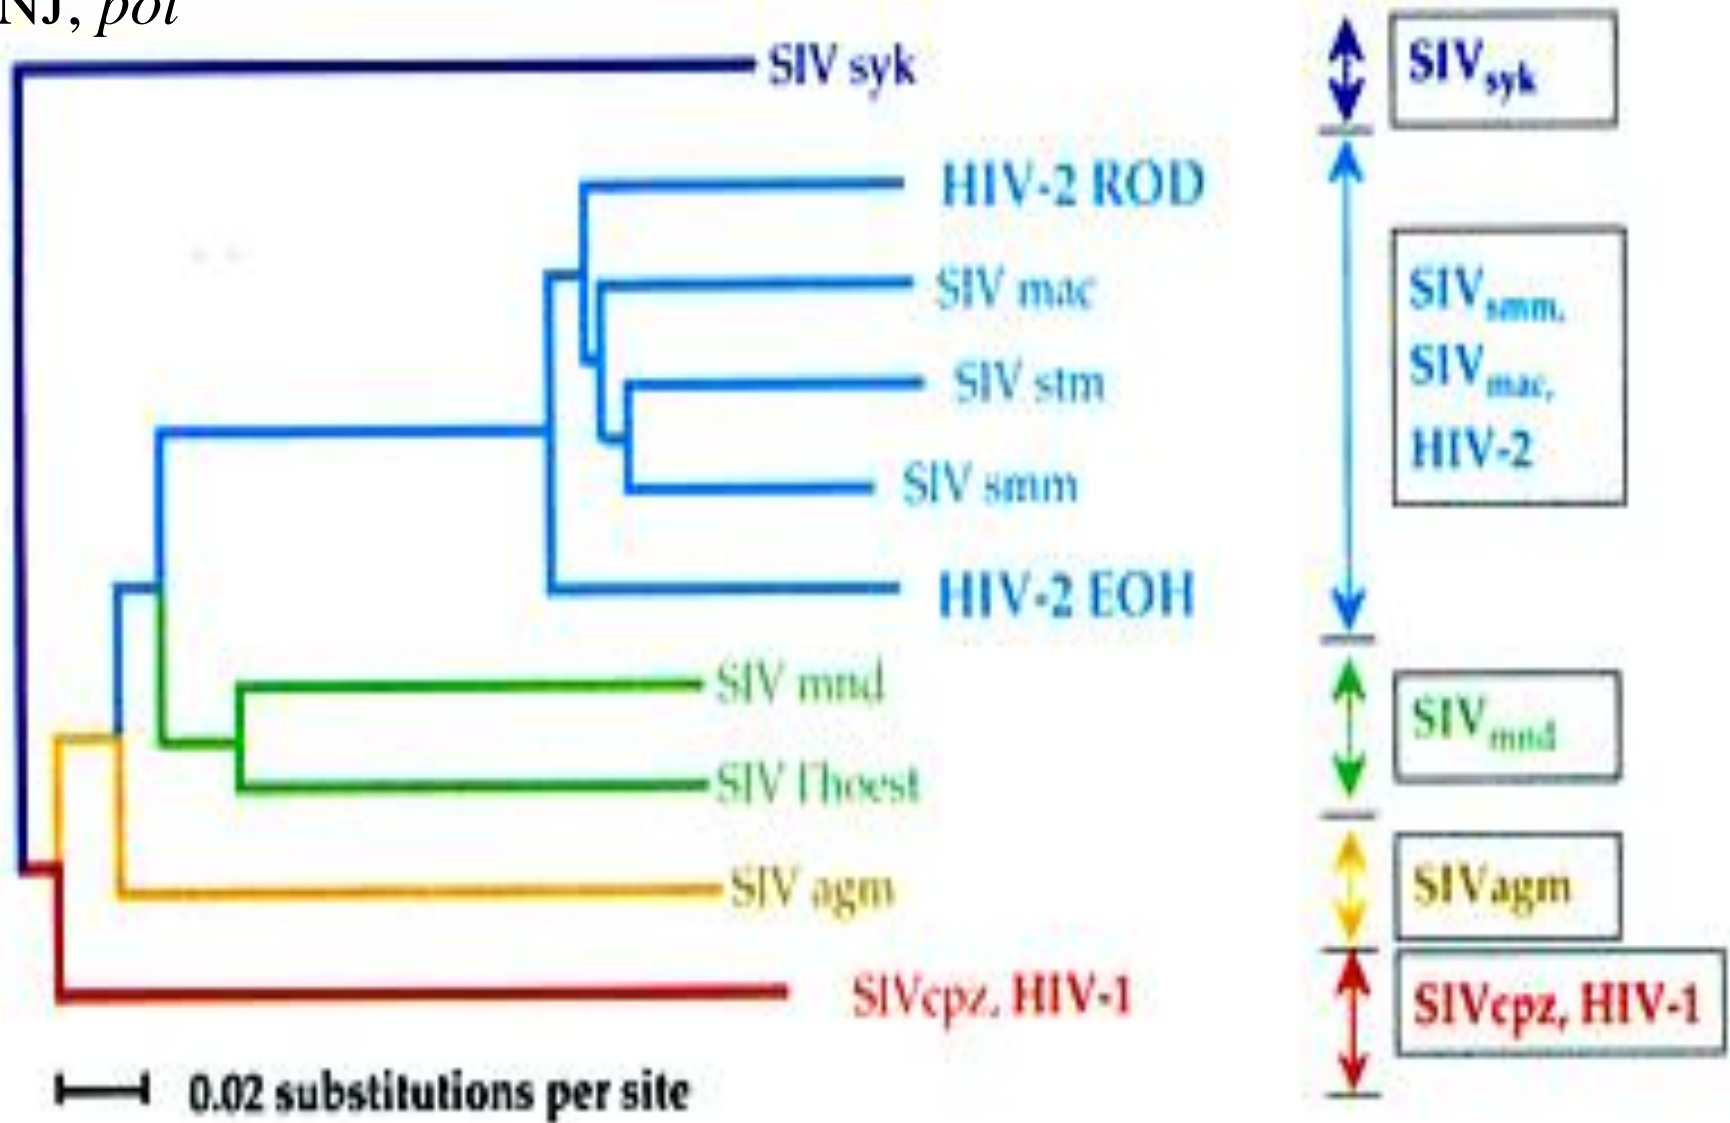 NJ, pol
SIV syk
HIV-2 ROD
SIV mac
SIV stm
SIV smm
HIV-2 EOH
SIV mnd
SIV l'hoest
SIV agm
SIVcpz, HIV-1
0.02 substitutions per site
SIVsyk
SIVsmm,
SIVmac,
HIV-2
SIVmnd
SIVagm
SIVcpz, HIV-1